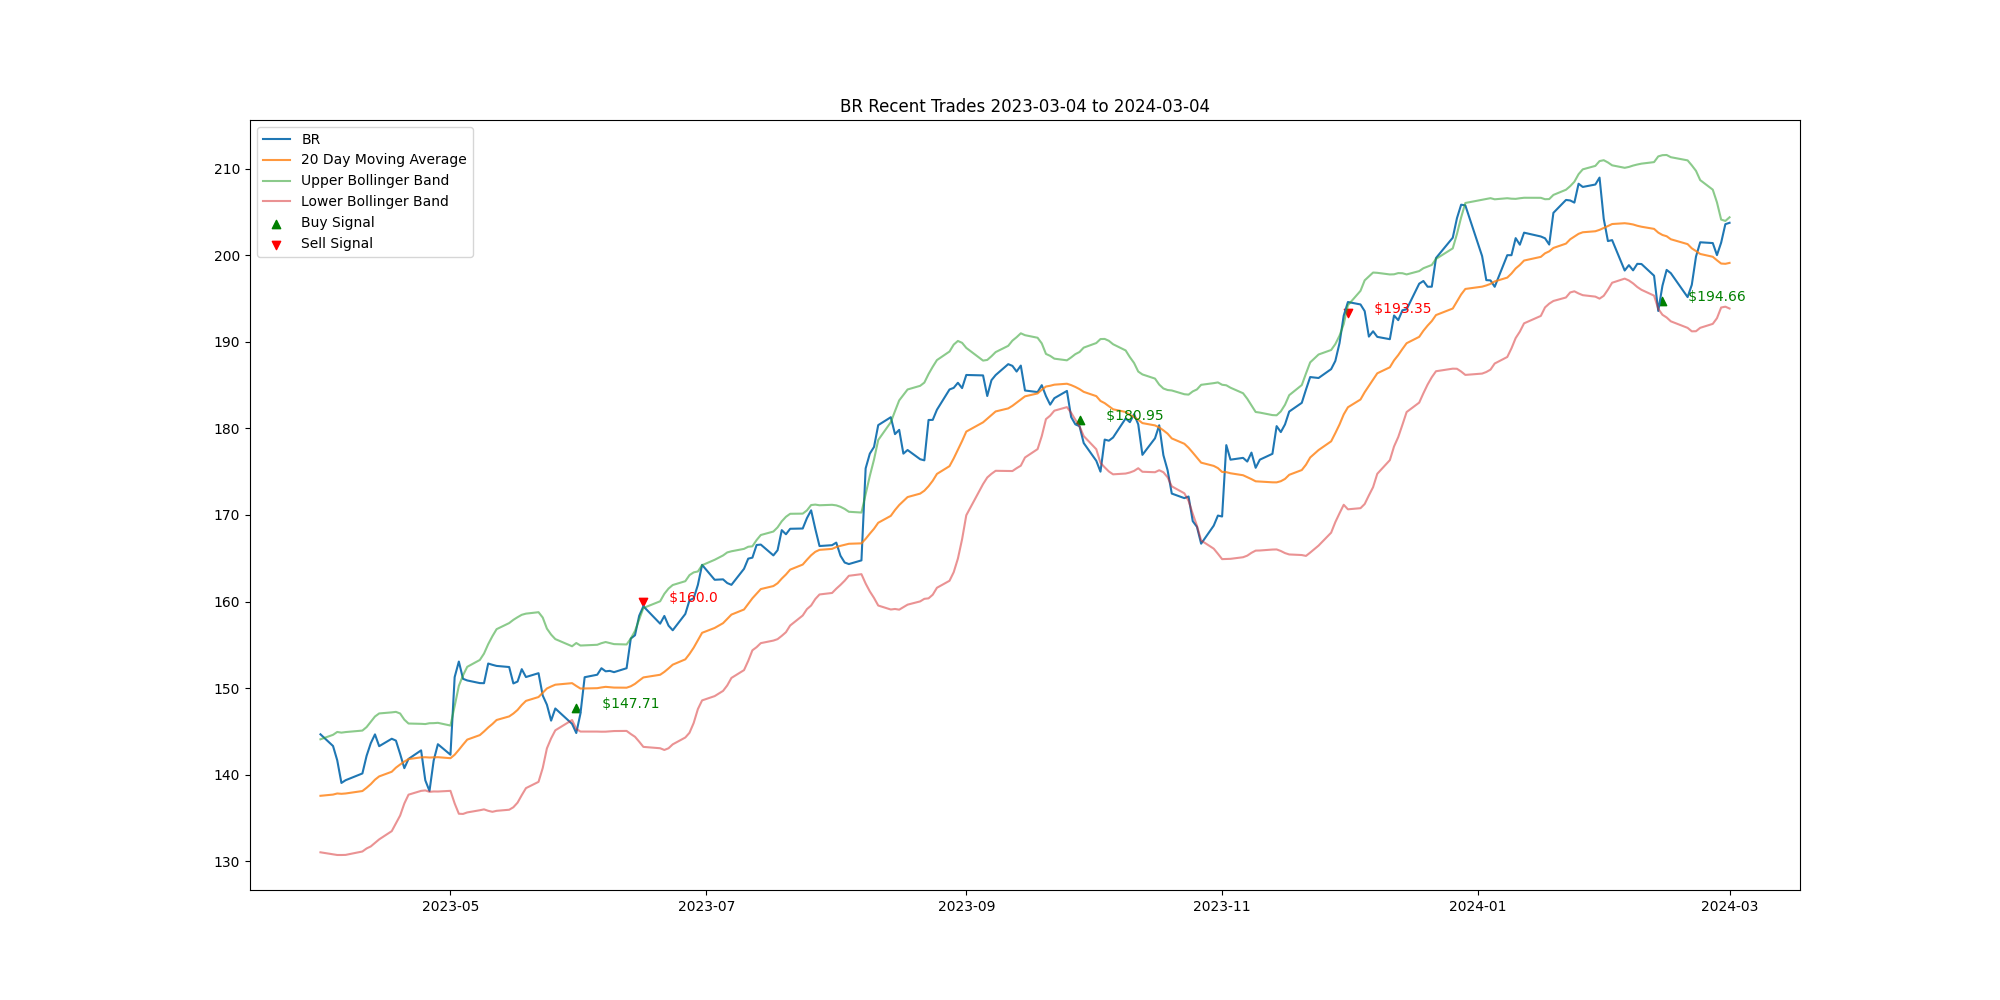 BR Recent Trades 2023-03-04 to 2024-03-04
BR
20 Day Moving Average
Upper Bollinger Band
Lower Bollinger Band
Buy Signal
Sell Signal
210
200
190
180
170
160
150
140
130
$147.71
$160.0
$180.95
$193.35
$194.66
2023-05
2023-07
2023-09
2023-11
2024-01
2024-03